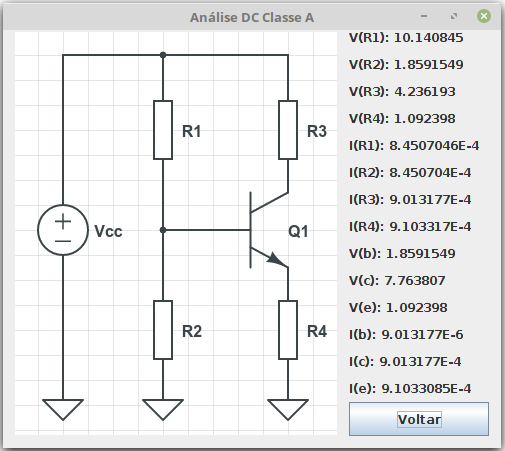 Análise DC Classe A
V(R1): 10.140845
V(R2): 1.8591549
V(R3): 4.236193
V(R4): 1.092398
I(R1): 8.4507046E-4
I(R2): 8.450704E-4
I(R3): 9.013177E-4
I(R4): 9.103317E-4
V(b): 1.8591549
V(c): 7.763807
V(e): 1.092398
I(b): 9.013177E-6
I(c): 9.013177E-4
I(e): 9.1033085E-4
Voltar
R1
R3
Vcc
Q1
R2
R4